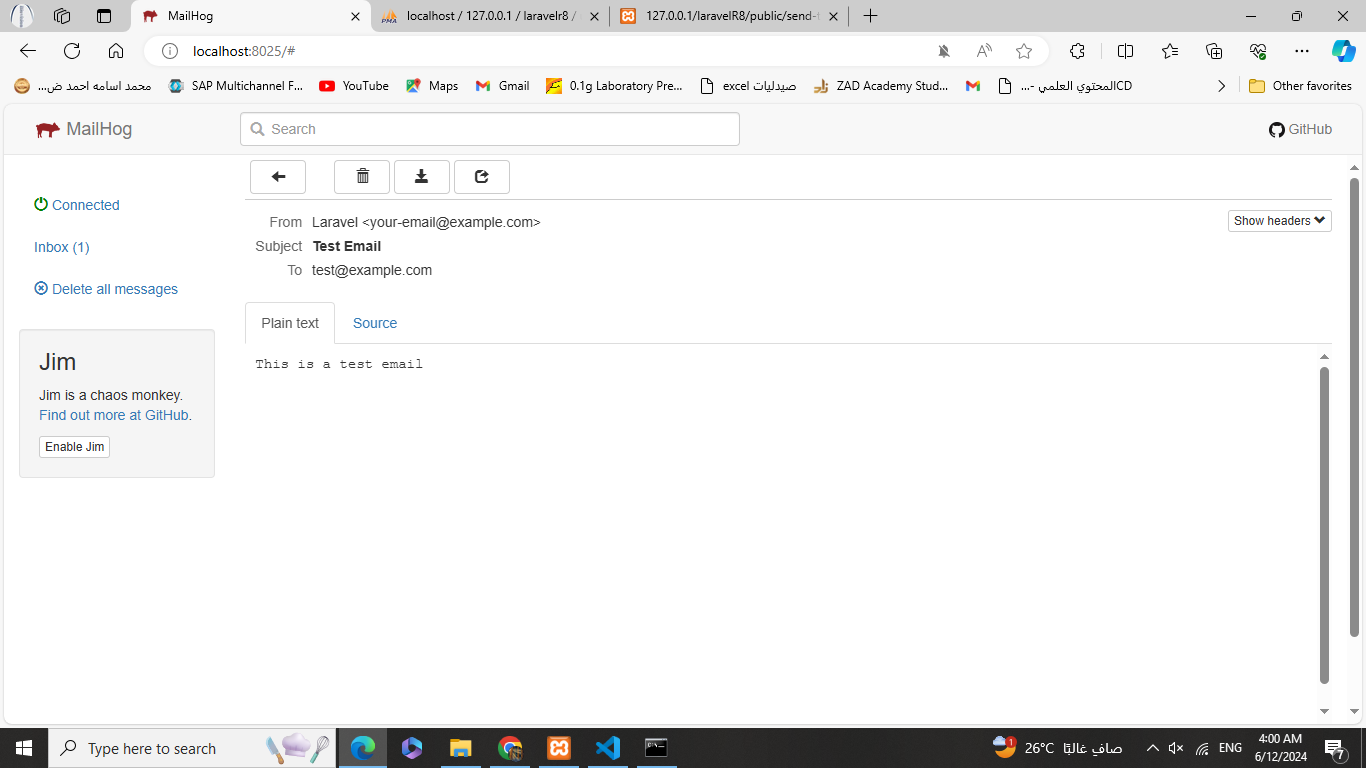 MailHog
localhost / 127.0.0.1 / laravelr8 /
127.0.0.1/laravelR8/public/send-t
localhost:8025/#
محمد اسامه احمد ض...
SAP Multichannel F...
YouTube
Maps
Gmail
0.1g Laboratory Pre...
صيدليات excel
ZAD Academy Stud...
المحتوي العلمي -...CD
Other favorites
MailHog
Search
GitHub
Connected
Inbox (1)
Delete all messages
Jim
Jim is a chaos monkey.
Find out more at GitHub.
Enable Jim
From Laravel <your-email@example.com>
Show headers
Subject Test Email
To test@example.com
Plain text
Source
This is a test email
Type here to search
1
26°C صافٍ غالبًا
ENG
4:00 AM
6/12/2024
7